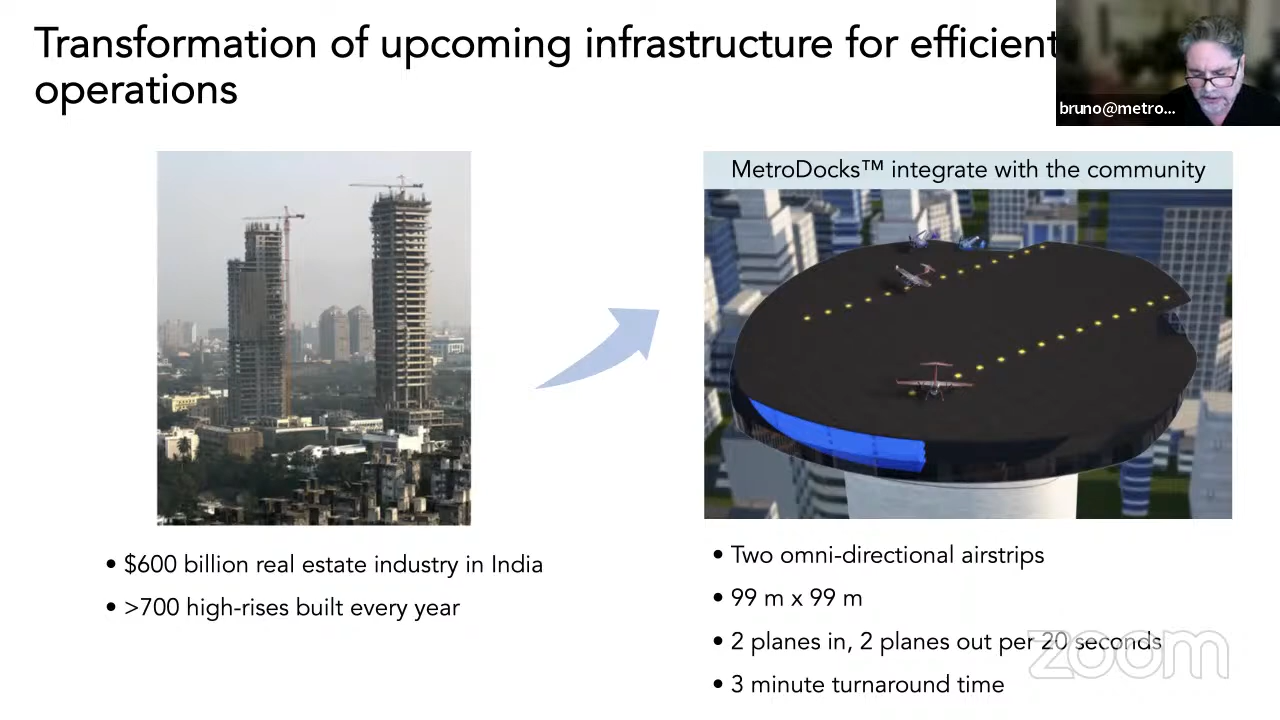 Transformation of upcoming infrastructure for efficient
operations
bruno@metro...
MetroDocks™ integrate with the community
• $600 billion real estate industry in India
• >700 high-rises built every year
• Two omni-directional airstrips
• 99 m x 99 m
• 2 planes in, 2 planes out per 20 seconds
zoom
• 3 minute turnaround time